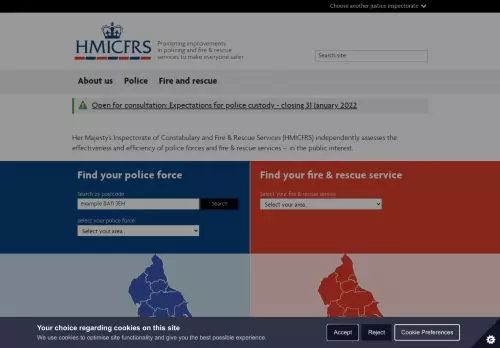 Choose another justice inspectorate
HMICFRS
Promoting improvements
in policing and fire & rescue
services to make everyone safer
Search site
About us Police Fire and rescue
Open for consultation: Expectations for police custody - closing 31 January 2022
Her Majesty's Inspectorate of Constabulary and Fire & Rescue Services (HMICFRS) independently assesses the
effectiveness and efficiency of police forces and fire & rescue services – in the public interest.
Find your police force
Search by postcode
example BA11 3EH Search
Select your police force
Select your area
Find your fire & rescue service
Select your fire & rescue service
Select your area
Your choice regarding cookies on this site
We use cookies to optimise site functionality and give you the best possible experience.
Accept Reject Cookie Preferences